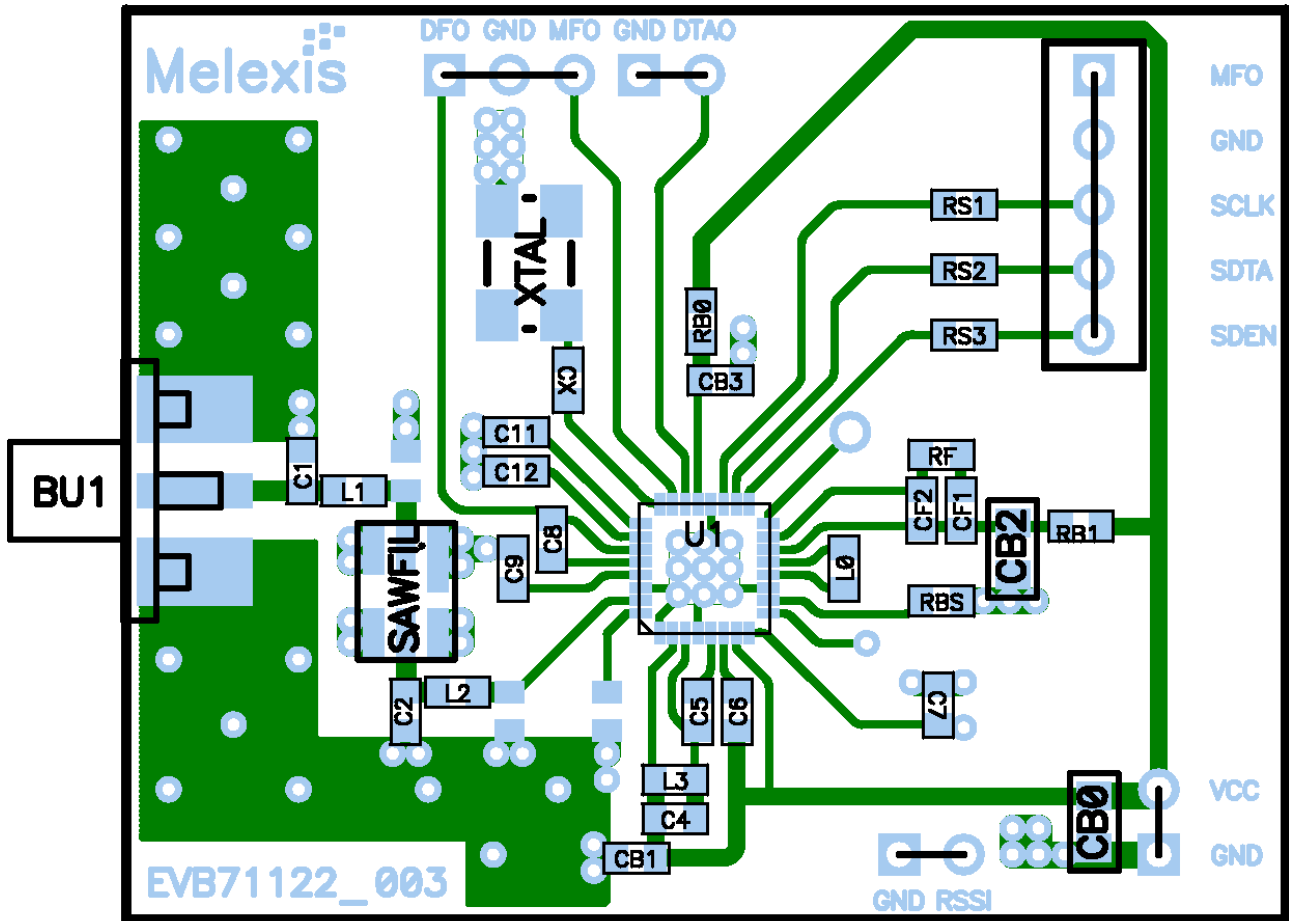 DFO GND MFO GND DTAO
Melexis
MFO
GND
SCLK
SDTA
SDEN
RS1
RS2
RS3
XTAL
RB0
CB3
CX
C11
C12
C1
L1
BU1
U1
RF
CF2
CF1
CB2
RB1
C8
C9
L0
RBS
SAWFIL
L2
C2
C5
C6
C7
L3
C4
CB1
CB0
VCC
GND
EVB71122_003
GND RSSI